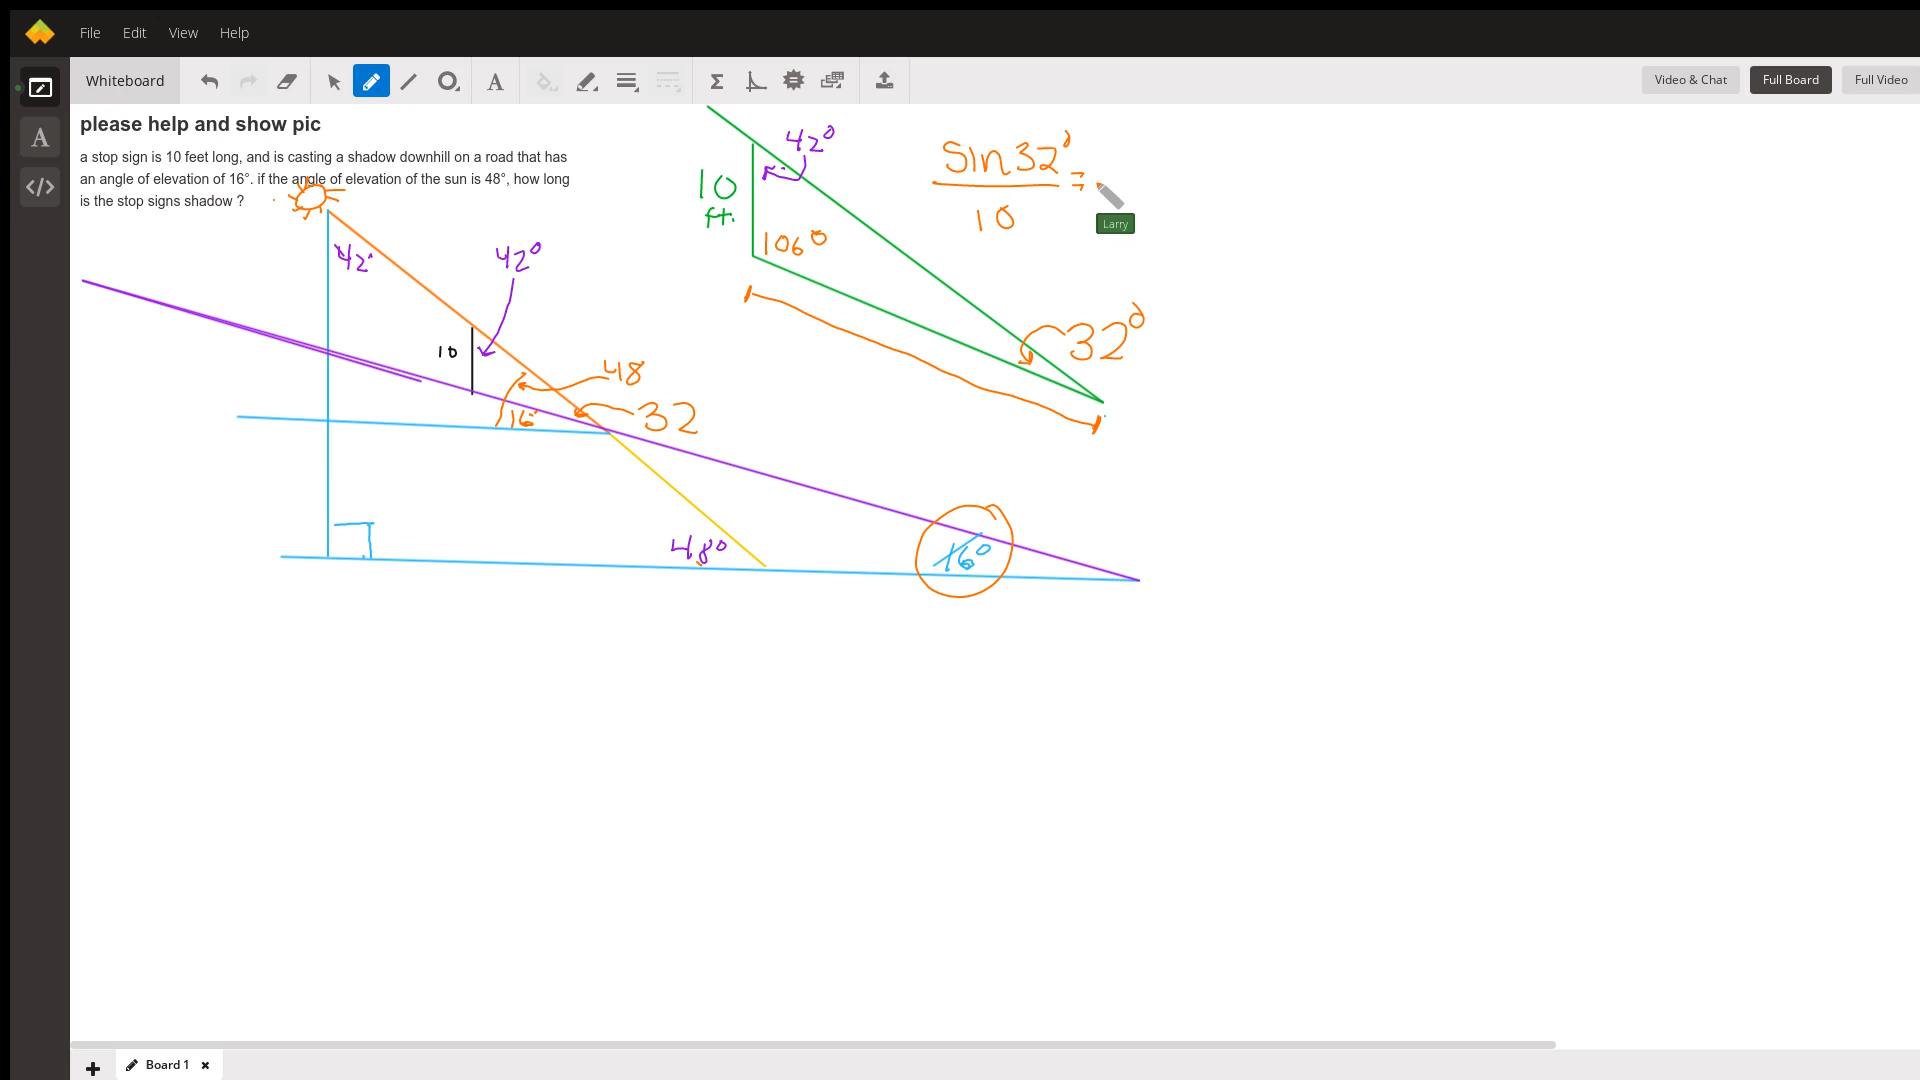 File Edit View Help
Whiteboard
A
Σ
Video & Chat
Full Board
Full Video
A
please help and show pic
a stop sign is 10 feet long, and is casting a shadow downhill on a road that has
an angle of elevation of 16°. if the angle of elevation of the sun is 48°, how long
is the stop signs shadow ?
42°
10
42°
48
16°
32
48°
16°
42°
10
ft.
106°
32°
sin32°
10
=
Larry
Board 1